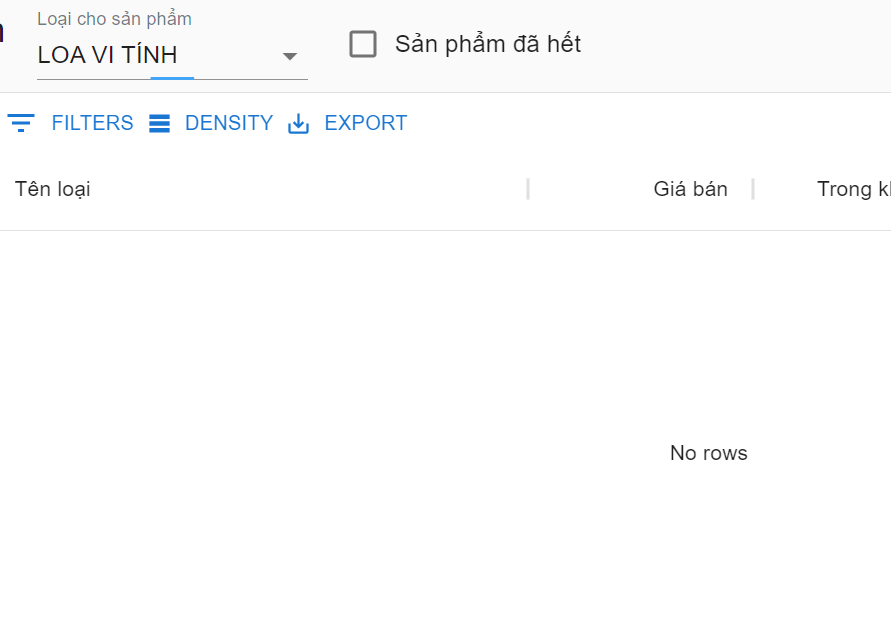 Loại cho sản phẩm
LOA VI TÍNH
Sản phẩm đã hết
FILTERS DENSITY EXPORT
Tên loại Giá bán Trong
No rows